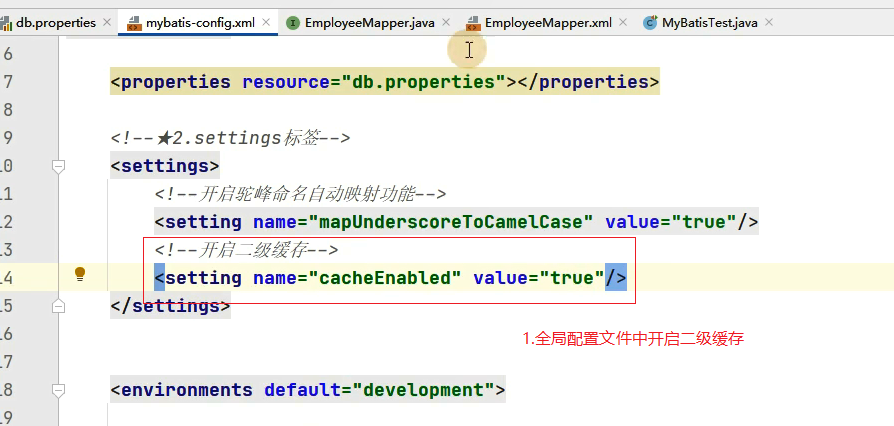 db.properties mybatis-config.xml EmployeeMapper.java EmployeeMapper.xml MyBatisTest.java
6
7 <properties resource="db.properties"></properties>
8
9 <!--★2.settings标签-->
10 <settings>
11 <!--开启驼峰命名自动映射功能-->
12 <setting name="mapUnderscoreToCamelCase" value="true"/>
13 <!--开启二级缓存-->
14 <setting name="cacheEnabled" value="true"/>
15 </settings>
16 1.全局配置文件中开启二级缓存
17
18 <environments default="development">
19